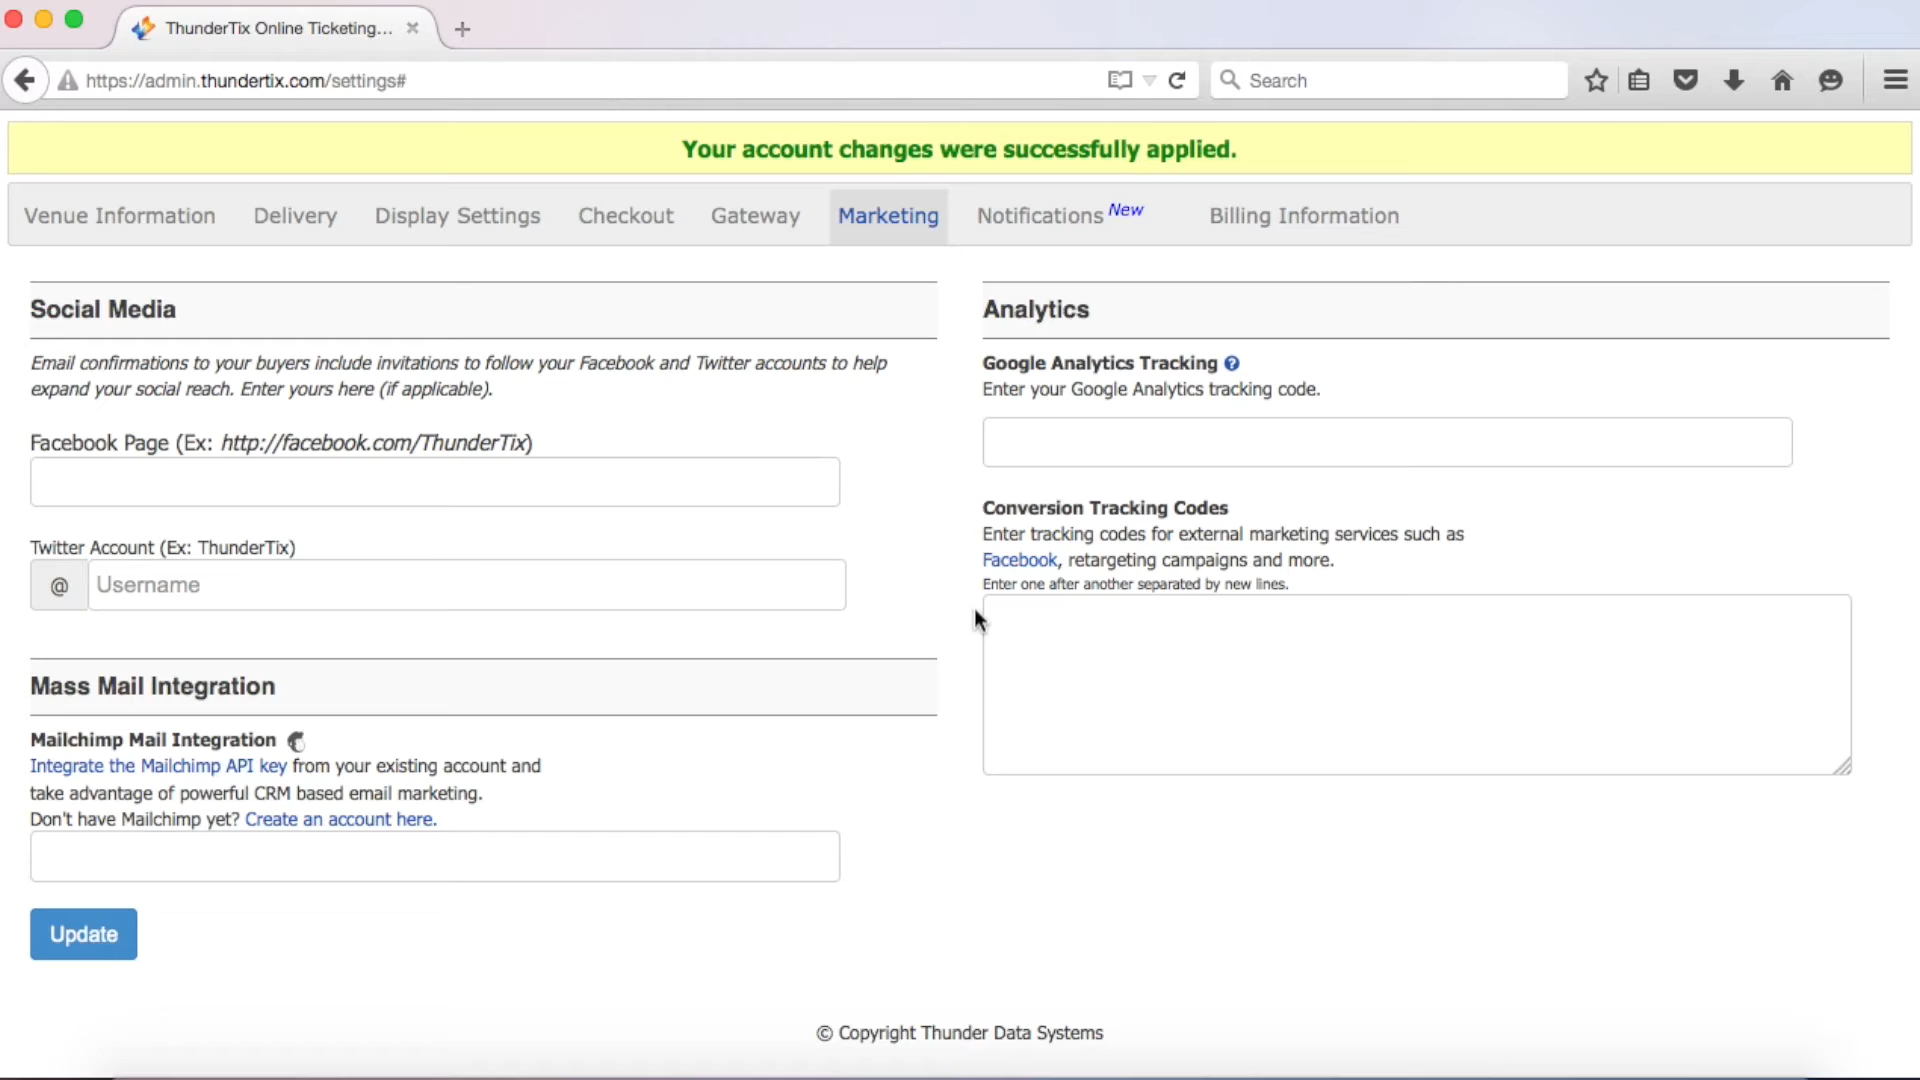 ThunderTix Online Ticketing...
https://admin.thundertix.com/settings#
Search
Your account changes were successfully applied.
Venue Information Delivery Display Settings Checkout Gateway Marketing Notifications New Billing Information
Social Media
Email confirmations to your buyers include invitations to follow your Facebook and Twitter accounts to help
expand your social reach. Enter yours here (if applicable).
Facebook Page (Ex: http://facebook.com/ThunderTix)
Twitter Account (Ex: ThunderTix)
@ Username
Mass Mail Integration
Mailchimp Mail Integration
Integrate the Mailchimp API key from your existing account and
take advantage of powerful CRM based email marketing.
Don't have Mailchimp yet? Create an account here.
Update
Analytics
Google Analytics Tracking ?
Enter your Google Analytics tracking code.
Conversion Tracking Codes
Enter tracking codes for external marketing services such as
Facebook, retargeting campaigns and more.
Enter one after another separated by new lines.
© Copyright Thunder Data Systems